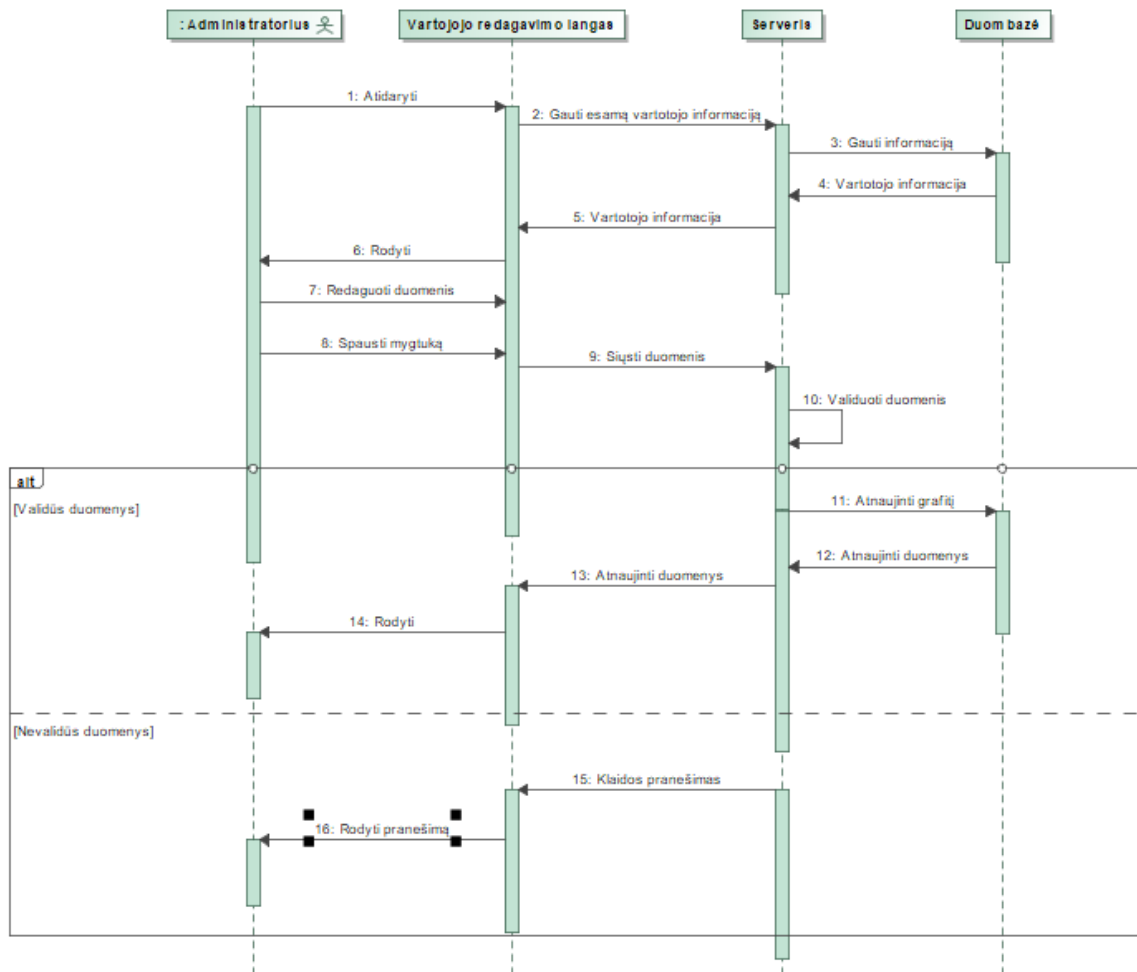 : Administratorius
Vartojojo redagavimo langas
Serveris
Duombazė
1: Atidaryti
2: Gauti esamą vartotojo informaciją
3: Gauti informaciją
4: Vartotojo informacija
5: Vartotojo informacija
6: Rodyti
7: Redaguoti duomenis
8: Spausti mygtuką
9: Siųsti duomenis
10: Validuoti duomenis
alt
[Validūs duomenys]
11: Atnaujinti grafitį
12: Atnaujinti duomenys
13: Atnaujinti duomenys
14: Rodyti
[Nevalidūs duomenys]
15: Klaidos pranešimas
16: Rodyti pranešimą